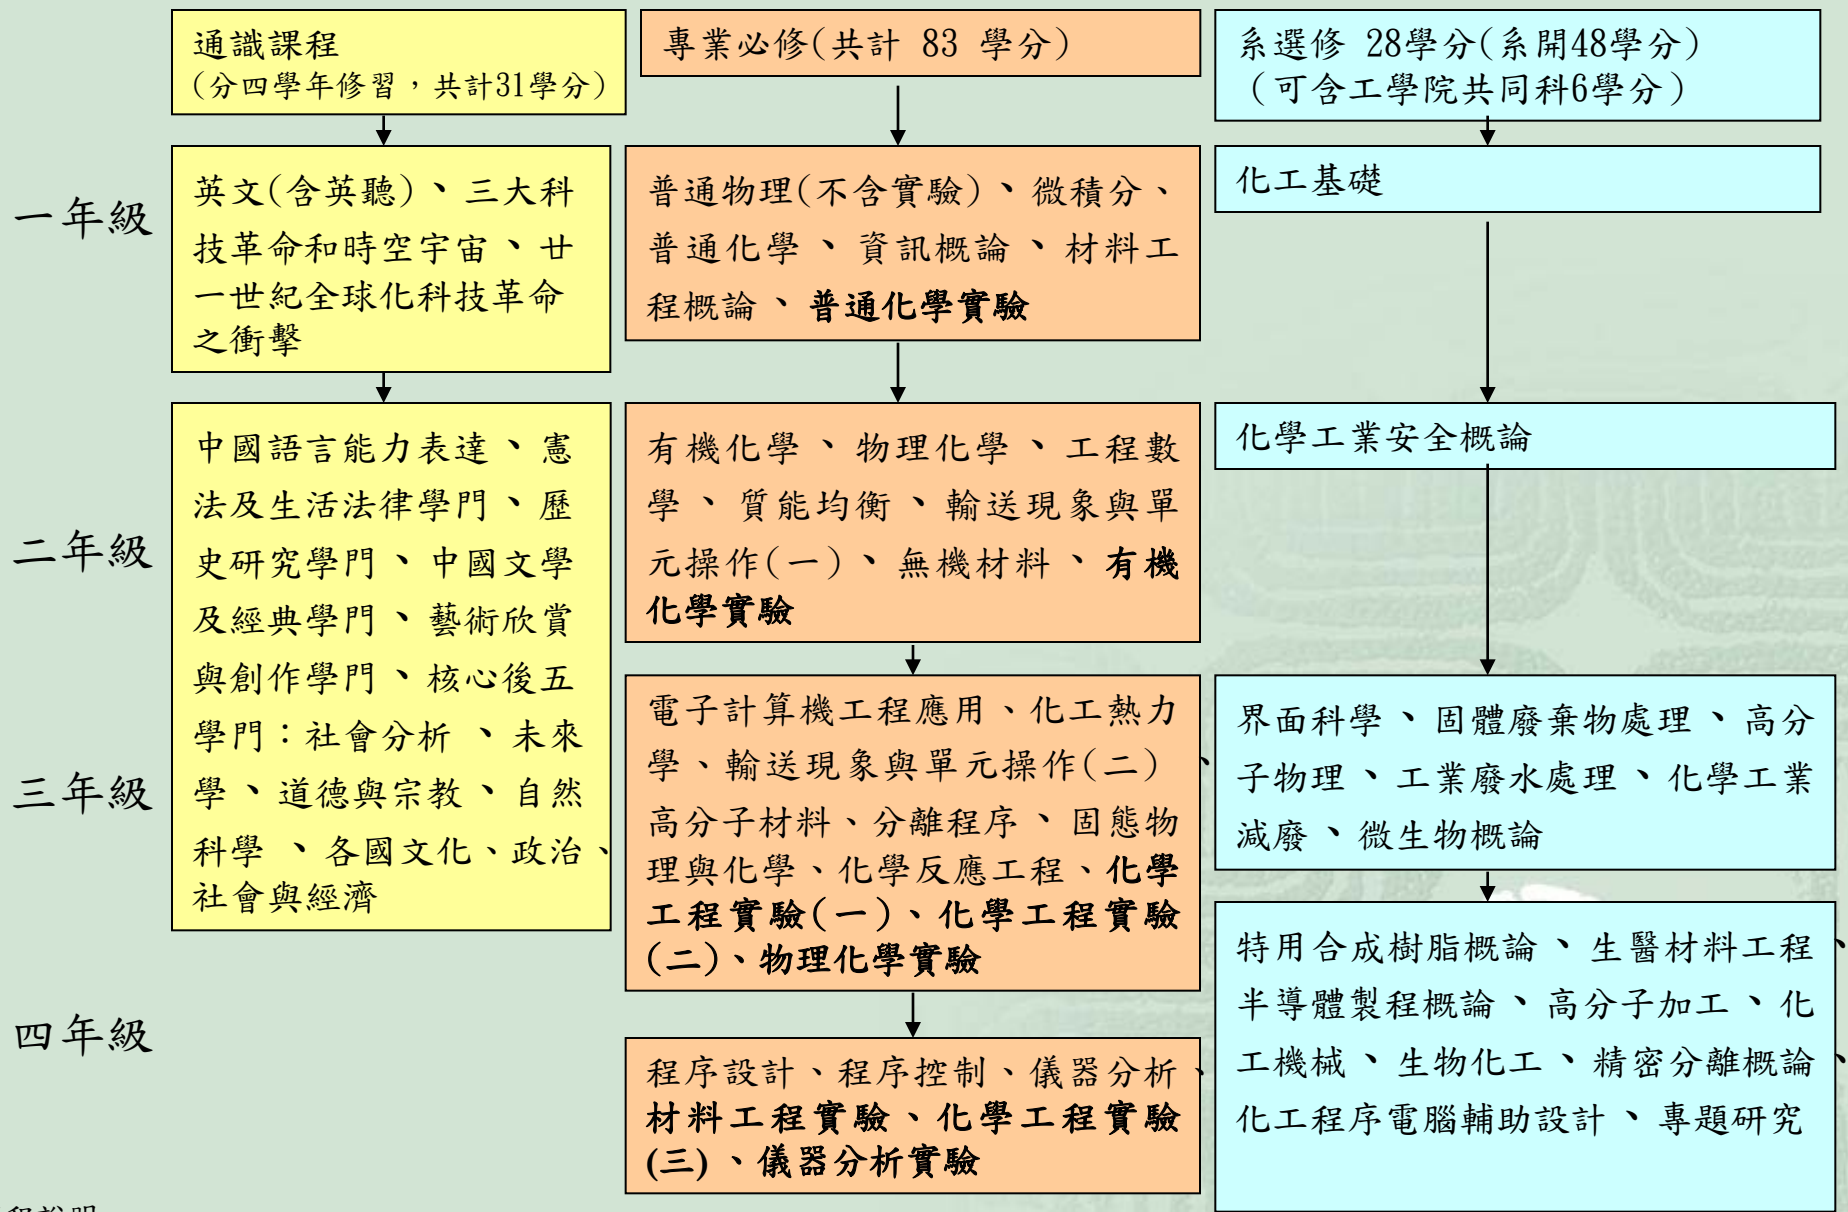 通識課程
(分四學年修習，共計31學分)
專業必修(共計 83 學分)
系選修 28學分(系開48學分)
(可含工學院共同科6學分)
一年級
英文(含英聽)、三大科
技革命和時空宇宙、廿
一世紀全球化科技革命
之衝擊
普通物理(不含實驗)、微積分、
普通化學、資訊概論、材料工
程概論、普通化學實驗
化工基礎
二年級
三年級
中國語言能力表達、憲
法及生活法律學門、歷
史研究學門、中國文學
及經典學門、藝術欣賞
與創作學門、核心後五
學門：社會分析、未來
學、道德與宗教、自然
科學、各國文化、政治、
社會與經濟
有機化學、物理化學、工程數
學、質能均衡、輸送現象與單
元操作(一)、無機材料、有機
化學實驗
化學工業安全概論
電子計算機工程應用、化工熱力
學、輸送現象與單元操作(二)、
高分子材料、分離程序、固態物
理與化學、化學反應工程、化學
工程實驗(一)、化學工程實驗
(二)、物理化學實驗
界面科學、固體廢棄物處理、高分
子物理、工業廢水處理、化學工業
減廢、微生物概論
四年級
程序設計、程序控制、儀器分析、
材料工程實驗、化學工程實驗
(三)、儀器分析實驗
特用合成樹脂概論、生醫材料工程、
半導體製程概論、高分子加工、化
工機械、生物化工、精密分離概論、
化工程序電腦輔助設計、專題研究